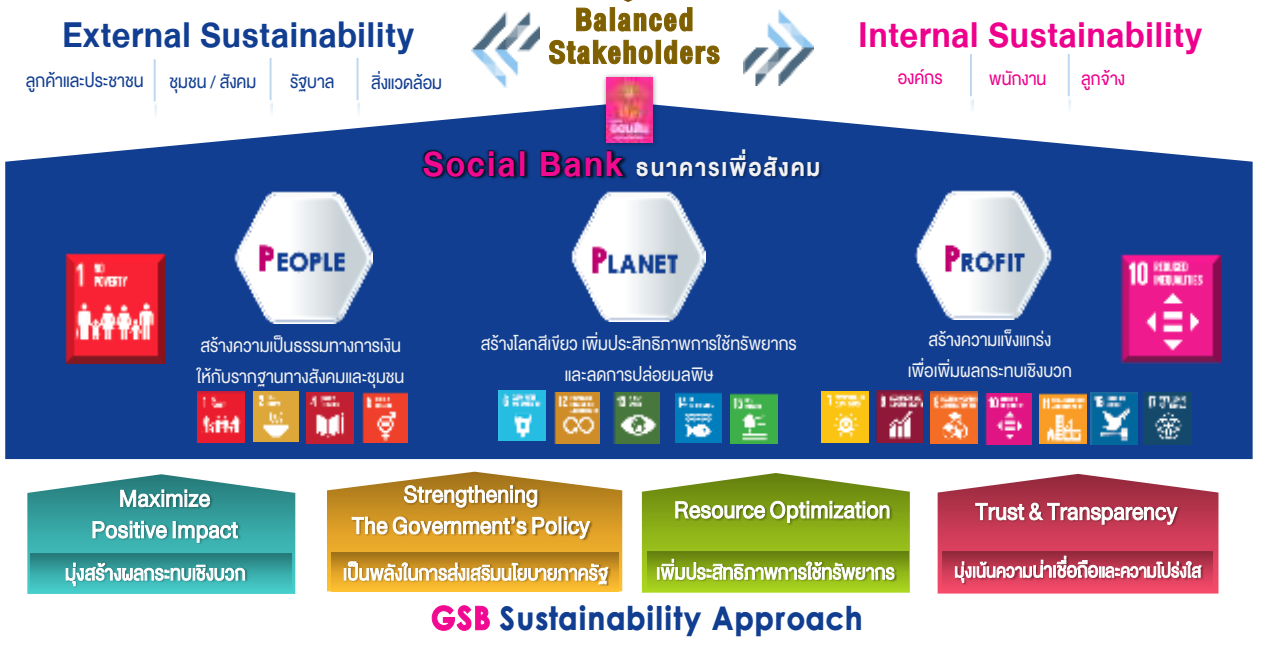 Balanced
Stakeholders
External Sustainability
ลูกค้าและประชาชน
ชุมชน / สังคม
รัฐบาล
สิ่งแวดล้อม
Internal Sustainability
องค์กร
พนักงาน
ลูกจ้าง
ออมสิน
Social Bank ธนาคารเพื่อสังคม
1 NO
POVERTY
PEOPLE
PLANET
PROFIT
10 REDUCED
INEQUALITIES
สร้างความเป็นธรรมทางการเงิน
ให้กับรากฐานทางสังคมและชุมชน
สร้างโลกสีเขียว เพิ่มประสิทธิภาพการใช้ทรัพยากร
และลดการปล่อยมลพิษ
สร้างความแข็งแกร่ง
เพื่อเพิ่มผลกระทบเชิงบวก
Maximize
Positive Impact
มุ่งสร้างผลกระทบเชิงบวก
Strengthening
The Government's Policy
เป็นพลังในการส่งเสริมนโยบายภาครัฐ
Resource Optimization
เพิ่มประสิทธิภาพการใช้ทรัพยากร
Trust & Transparency
มุ่งเน้นความน่าเชื่อถือและความโปร่งใส
GSB Sustainability Approach